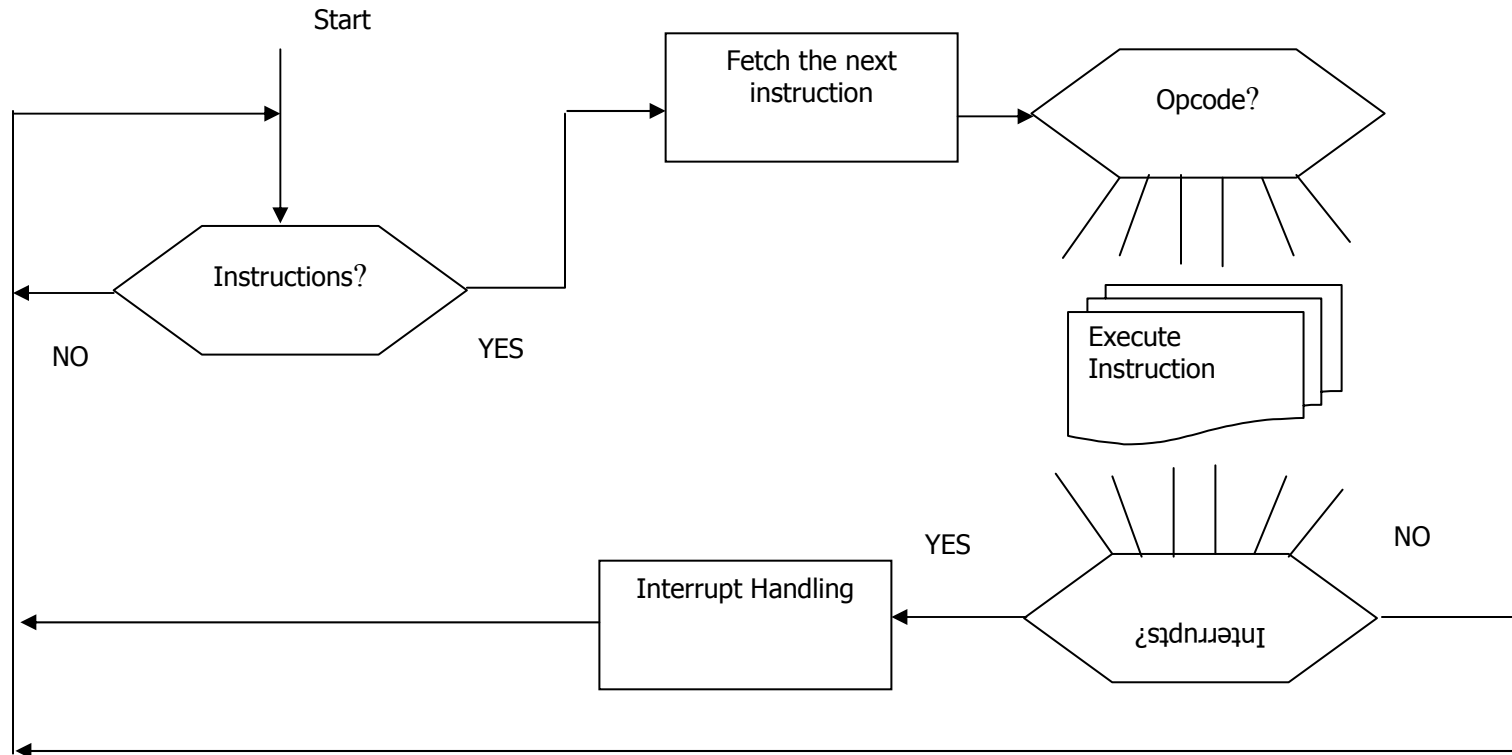 Start
Fetch the next
instruction
Opcode?
Instructions?
NO
YES
Execute
Instruction
YES
NO
Interrupt Handling
Interrupts?